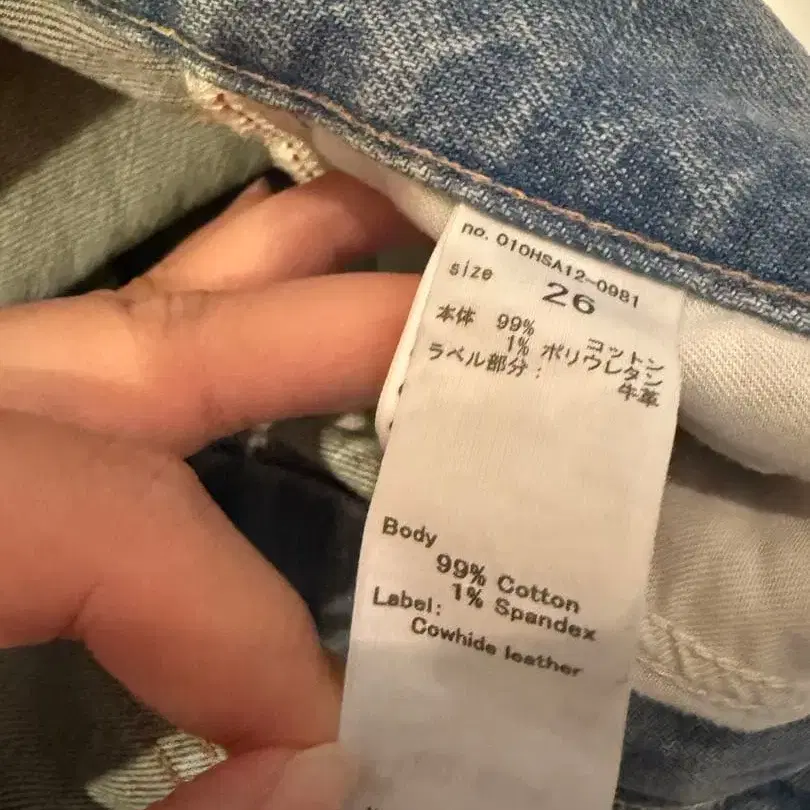 no. 010HSA12-0981
size 26
本体 99% コットン
1% ポリウレタン
ラベル部分: 牛革
Body
99% Cotton
1% Spandex
Label:
Cowhide leather